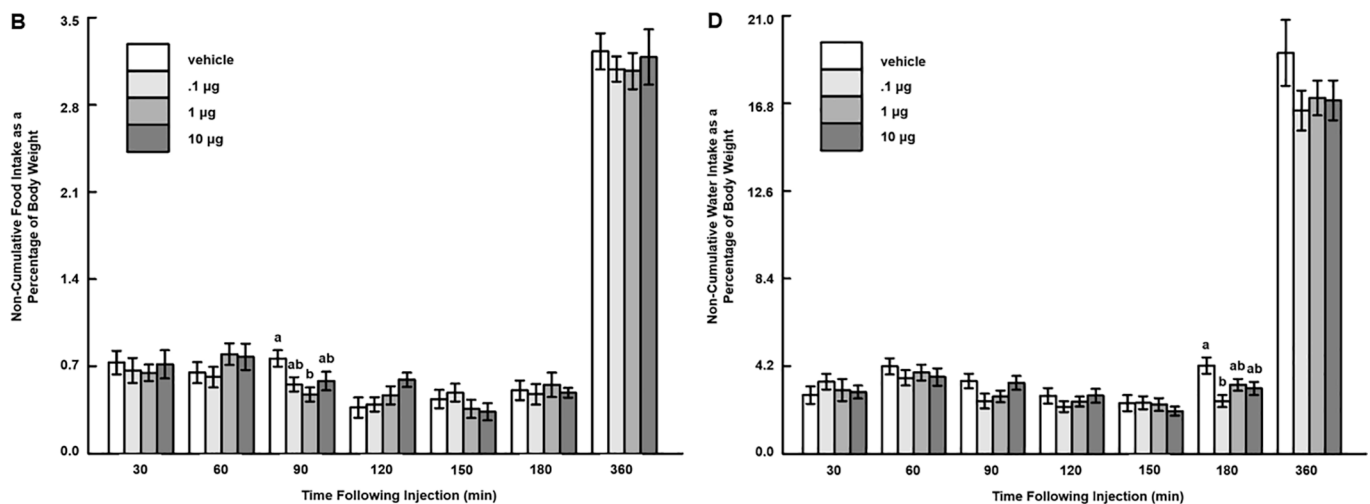 B
Non-Cumulative Food Intake as a
Percentage of Body Weight
3.5
2.8
2.1
1.4
0.7
0.0
vehicle
.1 µg
1 µg
10 µg
a
ab
b
ab
30 60 90 120 150 180 360
Time Following Injection (min)
D
Non-Cumulative Water Intake as a
Percentage of Body Weight
21.0
16.8
12.6
8.4
4.2
0.0
vehicle
.1 µg
1 µg
10 µg
a
b
ab
ab
30 60 90 120 150 180 360
Time Following Injection (min)